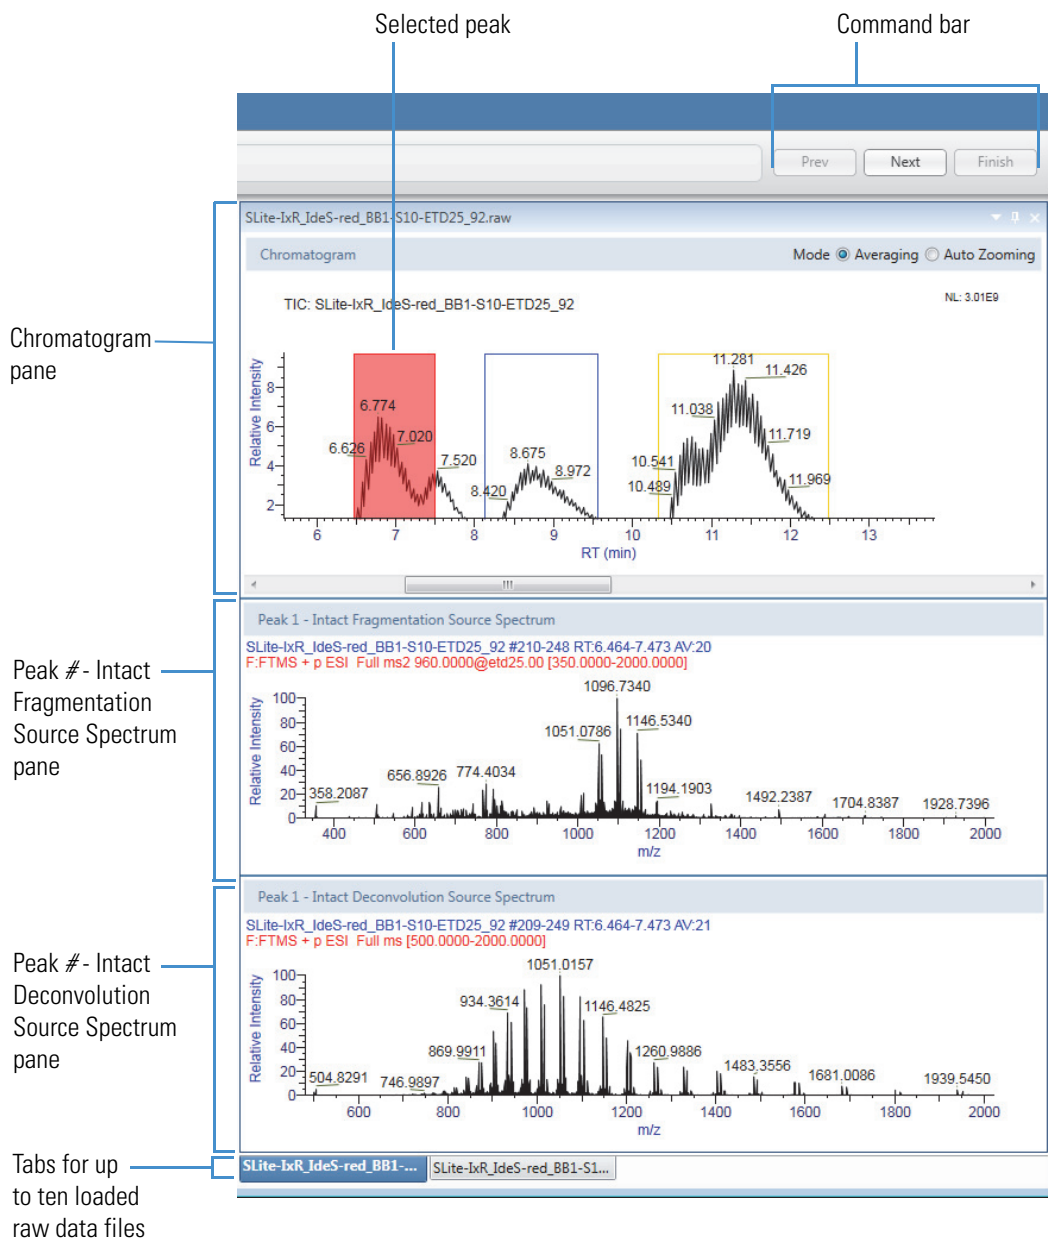 Selected peak
Command bar
Prev
Next
Finish
SLite-IxR_IdeS-red_BB1-S10-ETD25_92.raw
Chromatogram
Mode
Averaging
Auto Zooming
TIC: SLite-IxR_IdeS-red_BB1-S10-ETD25_92
NL: 3.01E9
Chromatogram
pane
Relative Intensity
8
6
4
2
6.626
6.774
7.020
7.520
8.420
8.675
8.972
10.489
10.541
11.038
11.281
11.426
11.719
11.969
6 7 8 9 10 11 12 13
RT (min)
Peak 1 - Intact Fragmentation Source Spectrum
SLite-IxR_IdeS-red_BB1-S10-ETD25_92 #210-248 RT:6.464-7.473 AV:20
F:FTMS + p ESI Full ms2 960.0000@etd25.00 [350.0000-2000.0000]
Peak # - Intact
Fragmentation
Source Spectrum
pane
Relative Intensity
100
80
60
40
20
0
358.2087
656.8926
774.4034
1051.0786
1096.7340
1146.5340
1194.1903
1492.2387
1704.8387
1928.7396
400 600 800 1000 1200 1400 1600 1800 2000
m/z
Peak 1 - Intact Deconvolution Source Spectrum
SLite-IxR_IdeS-red_BB1-S10-ETD25_92 #209-249 RT:6.464-7.473 AV:21
F:FTMS + p ESI Full ms [500.0000-2000.0000]
Peak # - Intact
Deconvolution
Source Spectrum
pane
Relative Intensity
100
80
60
40
20
0
504.8291
746.9897
869.9911
934.3614
1051.0157
1146.4825
1260.9886
1483.3556
1681.0086
1939.5450
600 800 1000 1200 1400 1600 1800 2000
m/z
Tabs for up
to ten loaded
raw data files
SLite-IxR_IdeS-red_BB1-...
SLite-IxR_IdeS-red_BB1-S1...